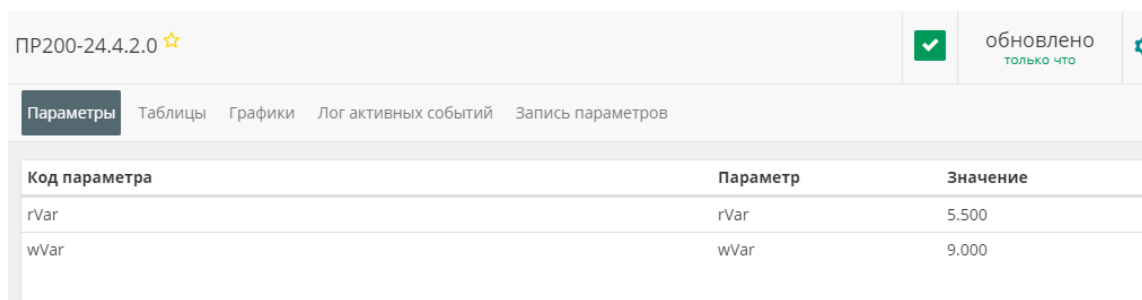 ПР200-24.4.2.0
обновлено
только что
Параметры Таблицы Графики Лог активных событий Запись параметров
Код параметра Параметр Значение
rVar rVar 5.500
wVar wVar 9.000